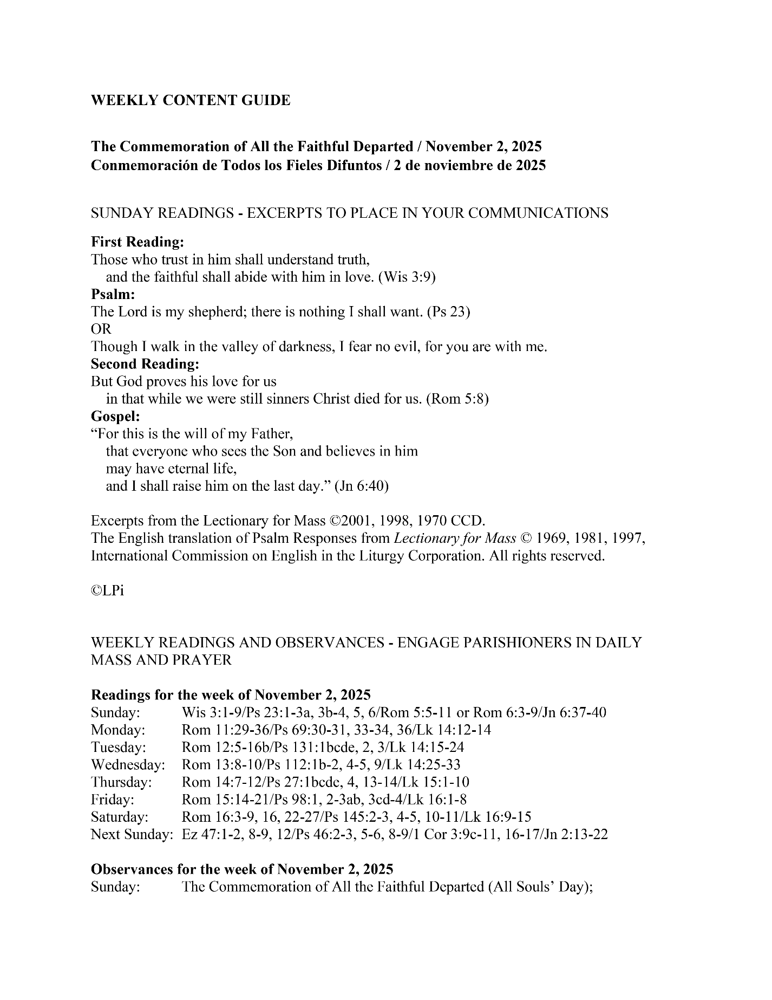 WEEKLY CONTENT GUIDE
The Commemoration of All the Faithful Departed / November 2, 2025
Conmemoración de Todos los Fieles Difuntos / 2 de noviembre de 2025
SUNDAY READINGS - EXCERPTS TO PLACE IN YOUR COMMUNICATIONS
First Reading:
Those who trust in him shall understand truth,
and the faithful shall abide with him in love. (Wis 3:9)
Psalm:
The Lord is my shepherd; there is nothing I shall want. (Ps 23)
OR
Though I walk in the valley of darkness, I fear no evil, for you are with me.
Second Reading:
But God proves his love for us
in that while we were still sinners Christ died for us. (Rom 5:8)
Gospel:
“For this is the will of my Father,
that everyone who sees the Son and believes in him
may have eternal life,
and I shall raise him on the last day.” (Jn 6:40)
Excerpts from the Lectionary for Mass ©2001, 1998, 1970 CCD.
The English translation of Psalm Responses from Lectionary for Mass © 1969, 1981, 1997,
International Commission on English in the Liturgy Corporation. All rights reserved.
©LPi
WEEKLY READINGS AND OBSERVANCES - ENGAGE PARISHIONERS IN DAILY
MASS AND PRAYER
Readings for the week of November 2, 2025
Sunday: Wis 3:1-9/Ps 23:1-3a, 3b-4, 5, 6/Rom 5:5-11 or Rom 6:3-9/Jn 6:37-40
Monday: Rom 11:29-36/Ps 69:30-31, 33-34, 36/Lk 14:12-14
Tuesday: Rom 12:5-16b/Ps 131:1bcde, 2, 3/Lk 14:15-24
Wednesday: Rom 13:8-10/Ps 112:1b-2, 4-5, 9/Lk 14:25-33
Thursday: Rom 14:7-12/Ps 27:1bcde, 4, 13-14/Lk 15:1-10
Friday: Rom 15:14-21/Ps 98:1, 2-3ab, 3cd-4/Lk 16:1-8
Saturday: Rom 16:3-9, 16, 22-27/Ps 145:2-3, 4-5, 10-11/Lk 16:9-15
Next Sunday: Ez 47:1-2, 8-9, 12/Ps 46:2-3, 5-6, 8-9/1 Cor 3:9c-11, 16-17/Jn 2:13-22
Observances for the week of November 2, 2025
Sunday: The Commemoration of All the Faithful Departed (All Souls’ Day);